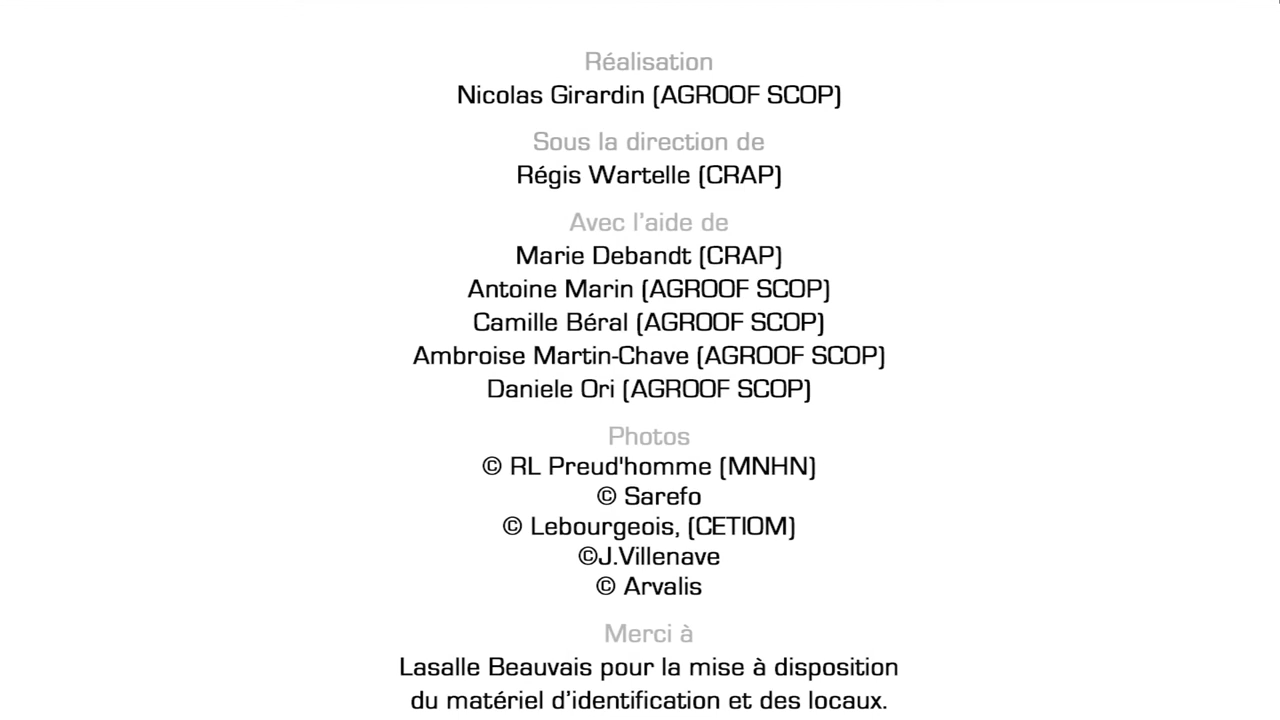 Réalisation
Nicolas Girardin (AGROOF SCOP)
Sous la direction de
Régis Wartelle (CRAP)
Avec l’aide de
Marie Debandt (CRAP)
Antoine Marin (AGROOF SCOP)
Camille Béral (AGROOF SCOP)
Ambroise Martin-Chave (AGROOF SCOP)
Daniele Ori (AGROOF SCOP)
Photos
© RL Preud'homme (MNHN)
© Sarefo
© Lebourgeois, (CETIOM)
©J.Villenave
© Arvalis
Merci à
Lasalle Beauvais pour la mise à disposition
du matériel d’identification et des locaux.